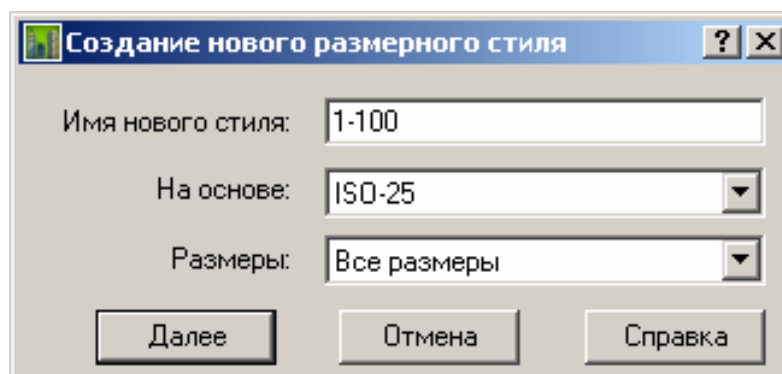 Создание нового размерного стиля
Имя нового стиля: 1-100
На основе: ISO-25
Размеры: Все размеры
Далее Отмена Справка